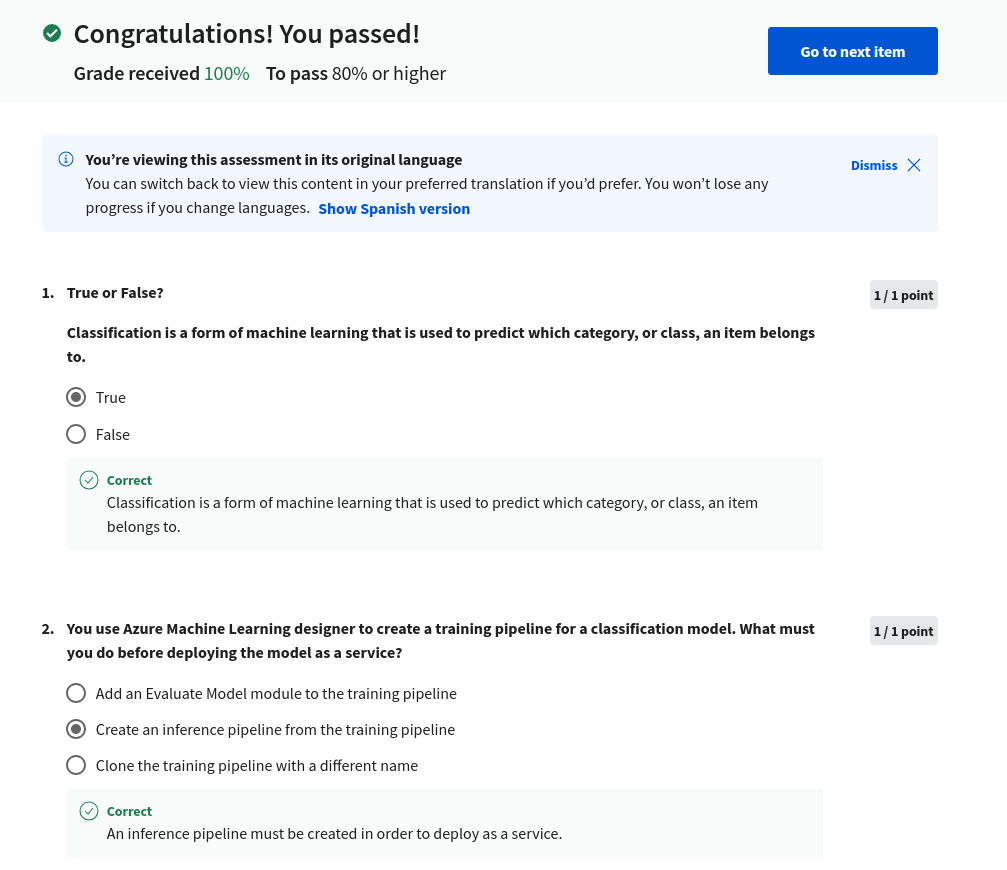 Congratulations! You passed!
Grade received 100% To pass 80% or higher
Go to next item
You're viewing this assessment in its original language
You can switch back to view this content in your preferred translation if you'd prefer. You won't lose any
progress if you change languages. Show Spanish version
Dismiss
1. True or False?
1 / 1 point
Classification is a form of machine learning that is used to predict which category, or class, an item belongs
to.
True
False
Correct
Classification is a form of machine learning that is used to predict which category, or class, an item
belongs to.
2. You use Azure Machine Learning designer to create a training pipeline for a classification model. What must
you do before deploying the model as a service?
1 / 1 point
Add an Evaluate Model module to the training pipeline
Create an inference pipeline from the training pipeline
Clone the training pipeline with a different name
Correct
An inference pipeline must be created in order to deploy as a service.